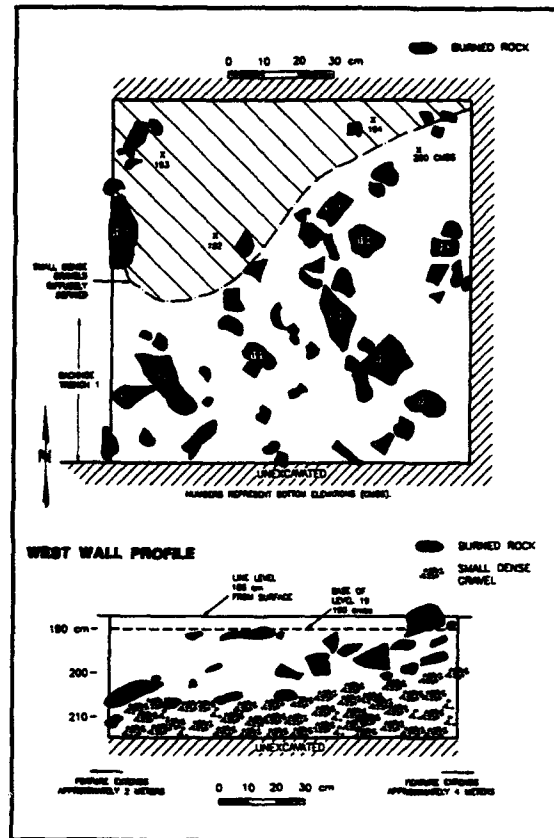 BURNED ROCK
0 10 20 30 cm
X
194
X
193
X
200 CMBS
X
192
SMALL DENSE
GRAVELS
DIFFUSELY
DEFINED
BACKHOE
TRENCH 1
N
UNEXCAVATED
NUMBERS REPRESENT BOTTOM ELEVATIONS (CMBS).
WEST WALL PROFILE
BURNED ROCK
SMALL DENSE
GRAVEL
LINE LEVEL
FROM SURFACE
BASE OF
LEVEL 19
190 cmbs
190 cm
200
210
UNEXCAVATED
FEATURE EXTENDS
APPROXIMATELY 2 METERS
0 10 20 30 cm
FEATURE EXTENDS
APPROXIMATELY 4 METERS